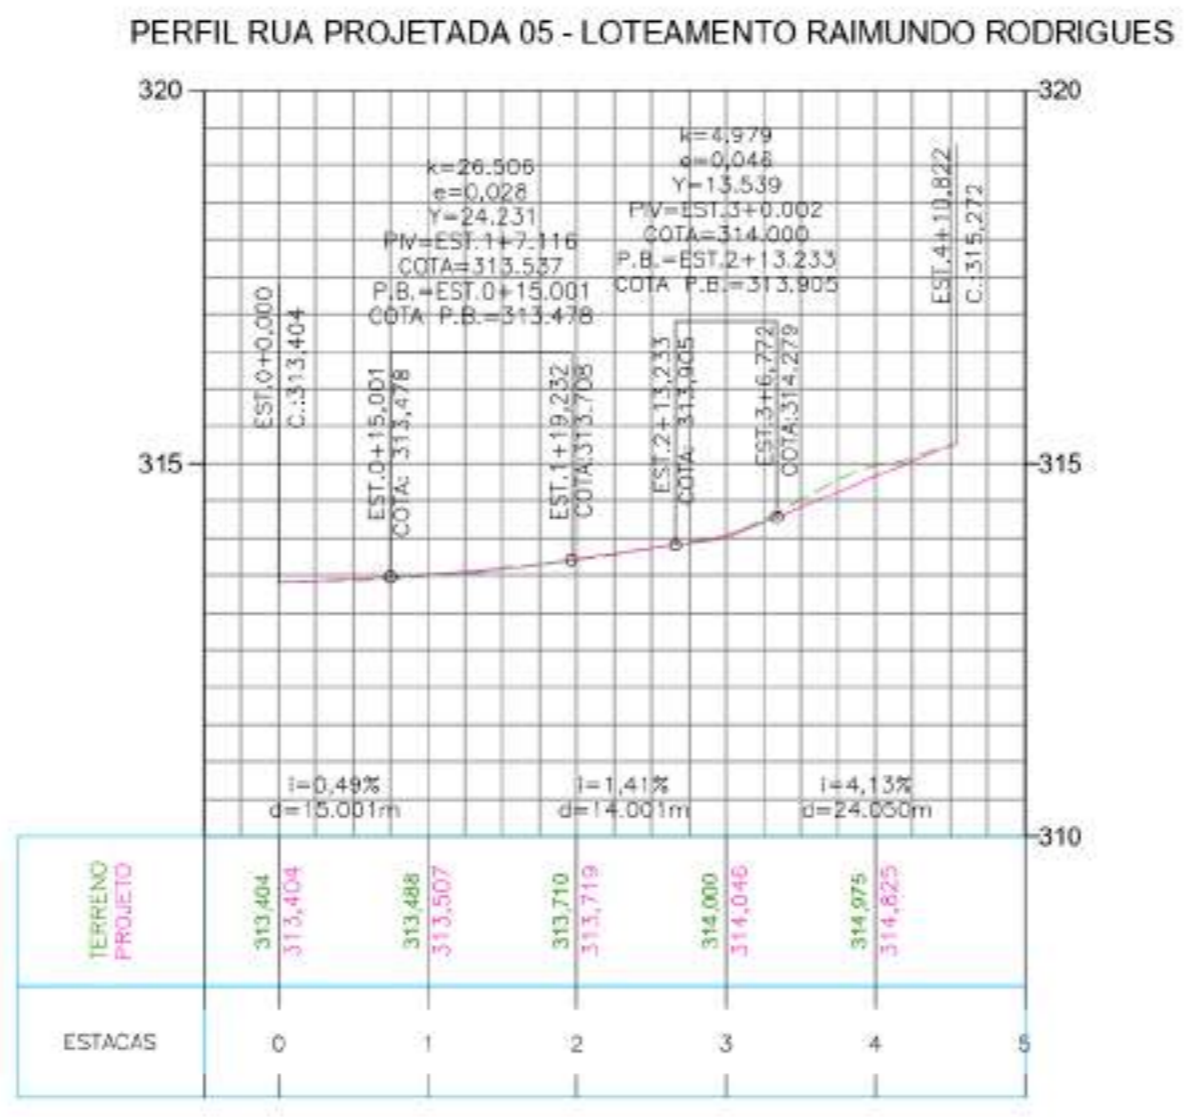 PERFIL RUA PROJETADA 05 - LOTEAMENTO RAIMUNDO RODRIGUES
320
320
k=26.506
e=0,028
Y=24.231
PIV=EST.1+7.116
COTA=313.537
P.B.=EST.0+15.001
COTA P.B.=313.478
k=4,979
e=0,046
Y=13.539
PIV=EST.3+0.002
COTA=314.000
P.B.=EST.2+13.233
COTA P.B.=313.905
EST.0+0,000
C.:313,404
EST.0+15,001
COTA: 313,478
EST.1+19,232
COTA:313.708
EST.2+13,233
COTA: 313,905
EST.3+6,772
COTA:314,279
EST.4+10,822
C.:315,272
315
315
i=0,49%
d=15.001m
i=1,41%
d=14.001m
i=4,13%
d=24.050m
310
TERRENO
PROJETO
313,404
313,404
313,488
313,507
313,710
313,719
314,000
314,046
314,975
314,825
ESTACAS
0
1
2
3
4
5